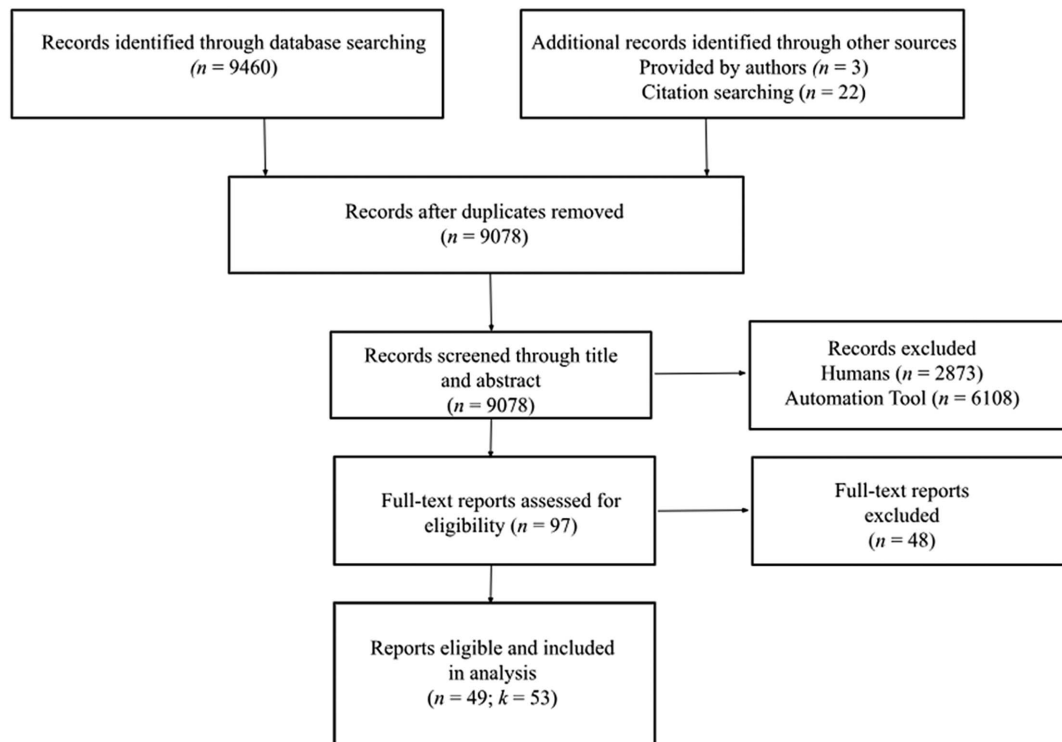 Records identified through database searching
(n = 9460)
Additional records identified through other sources
Provided by authors (n = 3)
Citation searching (n = 22)
Records after duplicates removed
(n = 9078)
Records screened through title
and abstract
(n = 9078)
Records excluded
Humans (n = 2873)
Automation Tool (n = 6108)
Full-text reports assessed for
eligibility (n = 97)
Full-text reports
excluded
(n = 48)
Reports eligible and included
in analysis
(n = 49; k = 53)